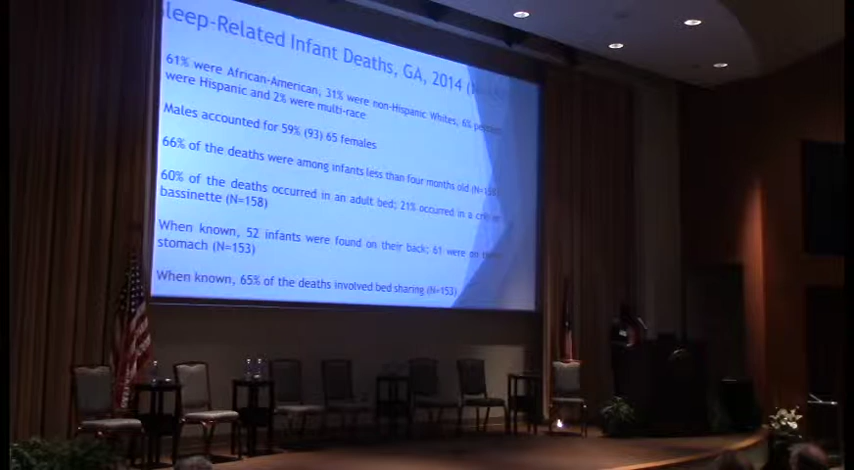 Sleep-Related Infant Deaths, GA, 2014
61% were African-American, 31% were non-Hispanic Whites, 6%
were Hispanic and 2% were multi-race
Males accounted for 59% (93) 65 females
66% of the deaths were among infants less than four months old
60% of the deaths occurred in an adult bed; 21% occurred in a
bassinette (N=158)
When known, 52 infants were found on their back; 61 were on
stomach (N=153)
When known, 65% of the deaths involved bed sharing (N=153)